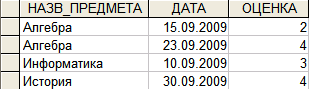 НАЗВ_ПРЕДМЕТА ДАТА ОЦЕНКА
Алгебра 15.09.2009 2
Алгебра 23.09.2009 4
Информатика 10.09.2009 3
История 30.09.2009 4